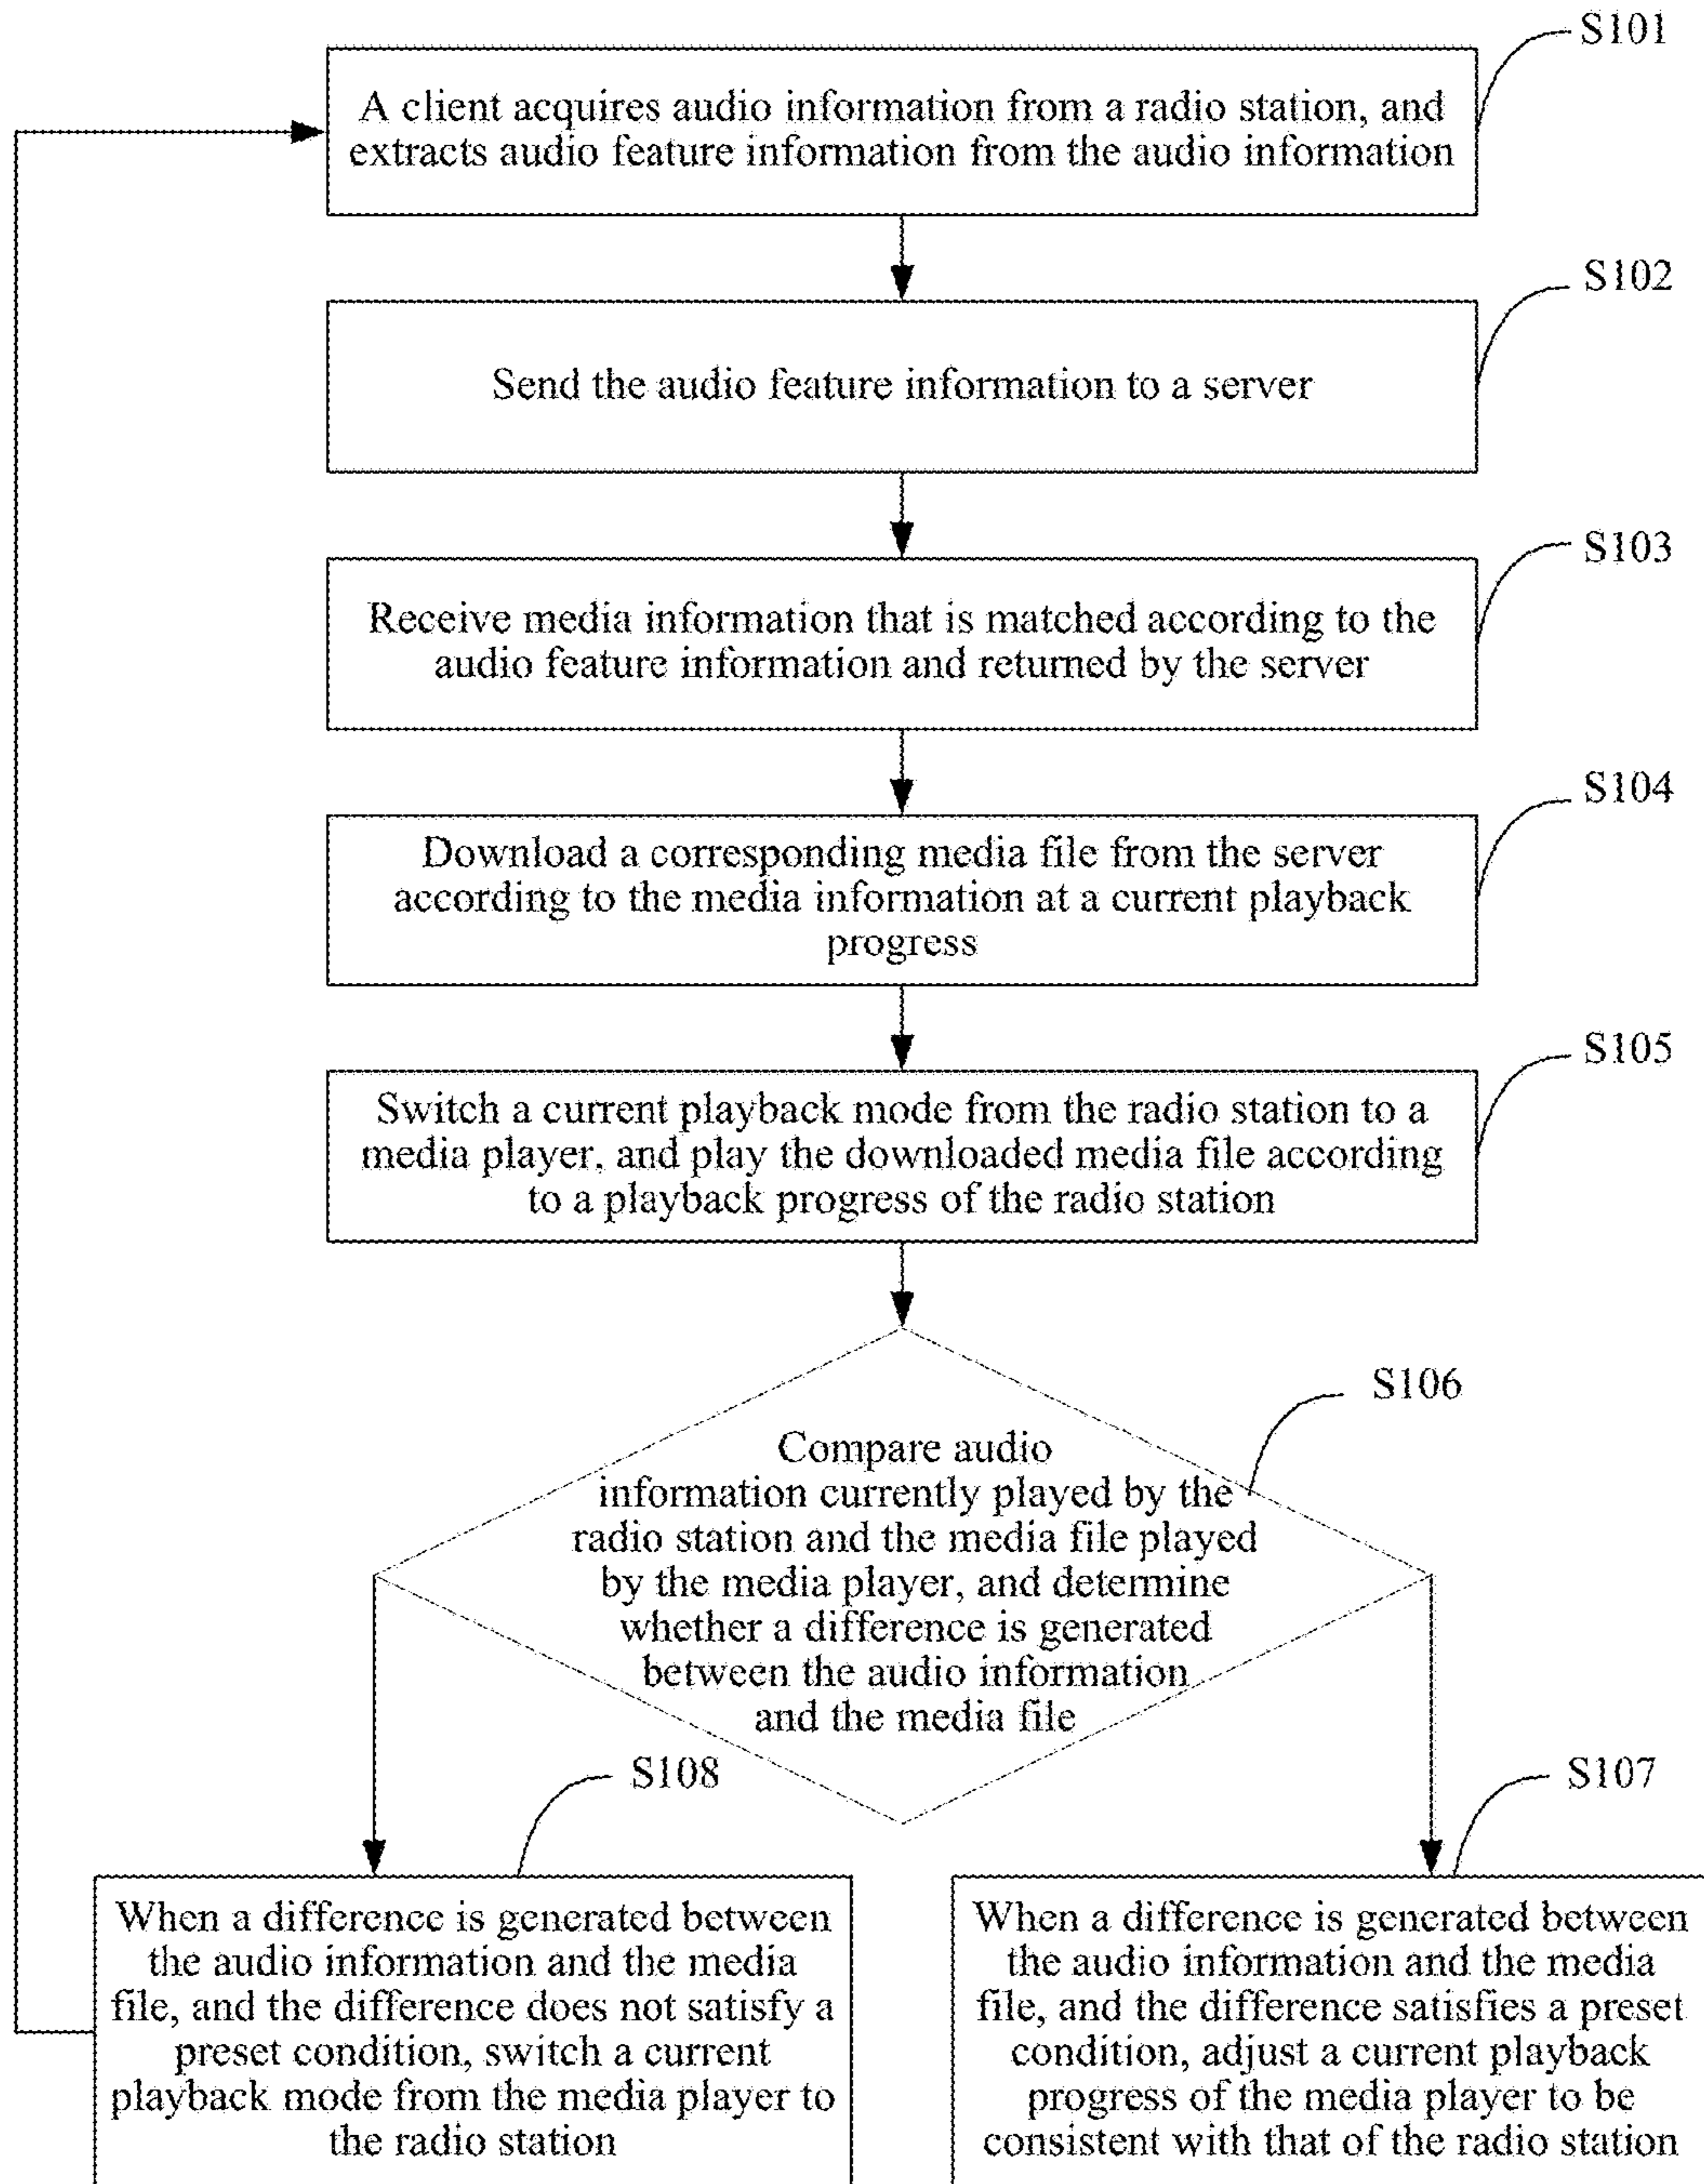 S101
A client acquires audio information from a radio station, and
extracts audio feature information from the audio information
S102
Send the audio feature information to a server
S103
Receive media information that is matched according to the
audio feature information and returned by the server
S104
Download a corresponding media file from the server
according to the media information at a current playback
progress
S105
Switch a current playback mode from the radio station to a
media player, and play the downloaded media file according
to a playback progress of the radio station
S106
Compare audio
information currently played by the
radio station and the media file played
by the media player, and determine
whether a difference is generated
between the audio information
and the media file
S108
When a difference is generated between
the audio information and the media
file, and the difference does not satisfy a
preset condition, switch a current
playback mode from the media player to
the radio station
S107
When a difference is generated between
the audio information and the media
file, and the difference satisfies a preset
condition, adjust a current playback
progress of the media player to be
consistent with that of the radio station